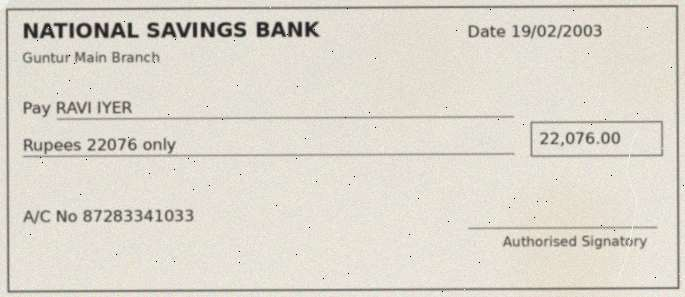 NATIONAL SAVINGS BANK
Date 19/02/2003
Guntur Main Branch
Pay RAVI IYER
Rupees 22076 only
22,076.00
A/C No 87283341033
Authorised Signatory